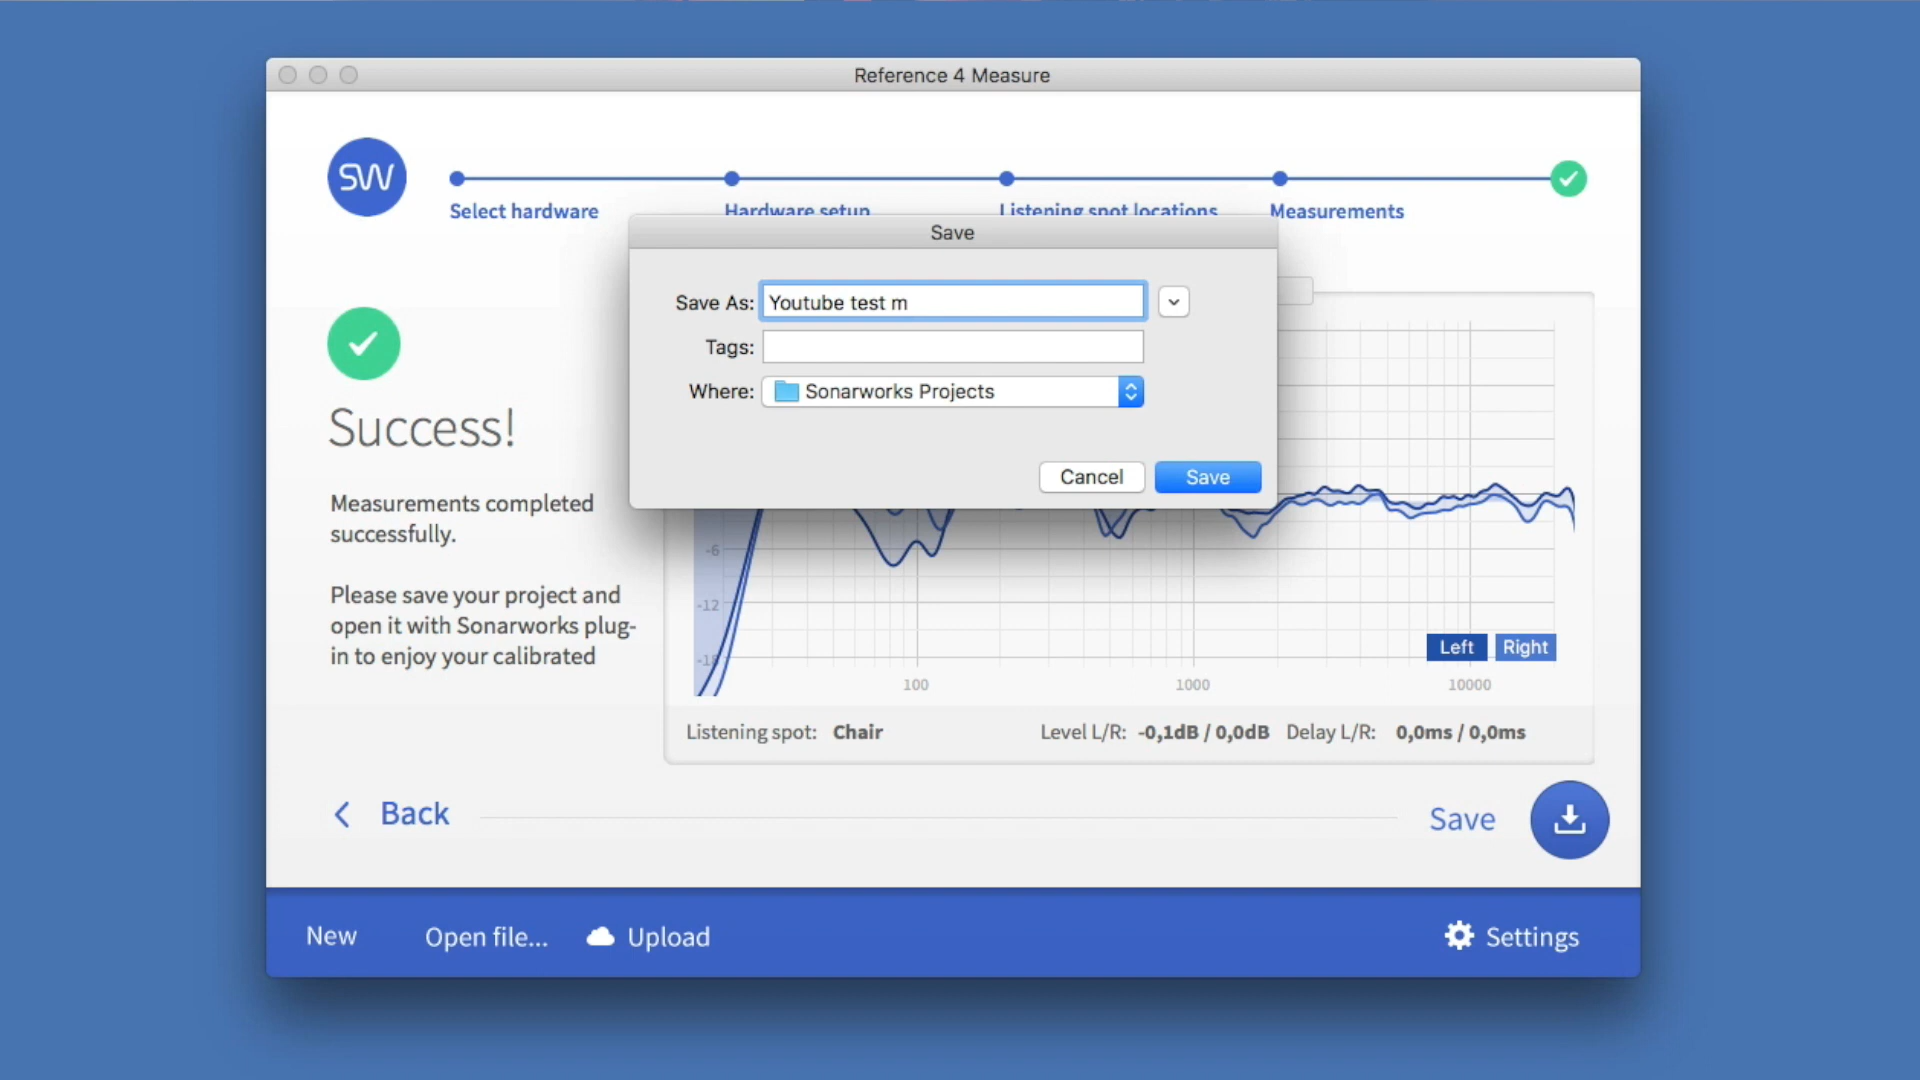 Reference 4 Measure
SW
Select hardware
Hardware setup
Listening spot locations
Measurements
Save
Save As: Youtube test m
Tags:
Where: Sonarworks Projects
Cancel
Save
Success!
Measurements completed
successfully.
Please save your project and
open it with Sonarworks plug-
in to enjoy your calibrated
-6
-12
-18
Left
Right
100
1000
10000
Listening spot: Chair
Level L/R: -0,1dB / 0,0dB
Delay L/R: 0,0ms / 0,0ms
Back
Save
New
Open file...
Upload
Settings